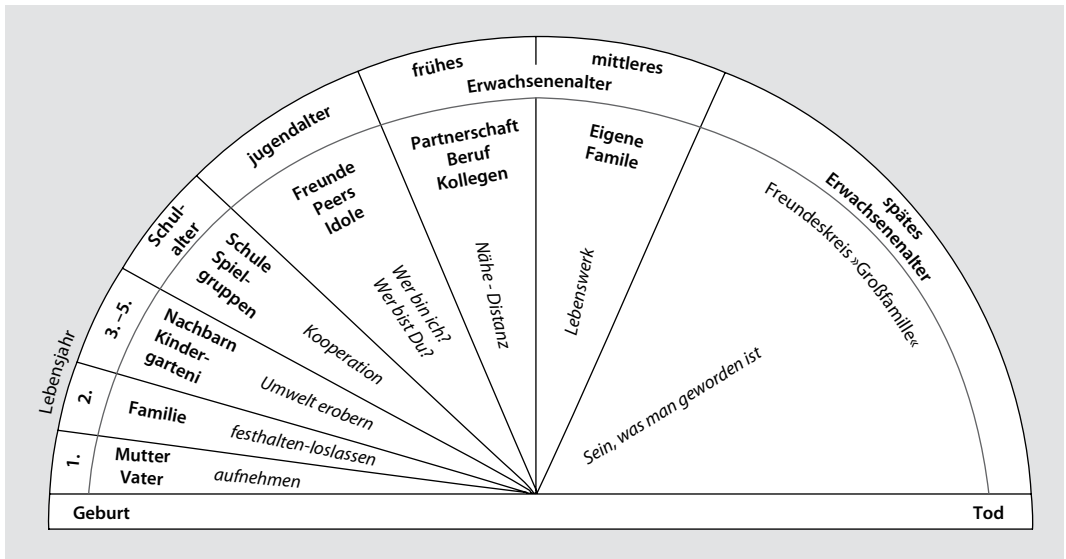 frühes
mittleres
Erwachsenenalter
jugendalter
Partnerschaft
Beruf
Kollegen
Eigene
Famile
Freunde
Peers
Idole
spätes
Erwachsenenalter
Freundeskreis »Großfamille«
Schul-
alter
Schule
Spiel-
gruppen
Nähe - Distanz
Lebenswerk
Wer bin ich?
Wer bist Du?
Lebensjahr
3.–5.
Nachbarn
Kinder-
garteni
Kooperation
Umwelt erobern
Sein, was man geworden ist
2.
Familie
festhalten-loslassen
1.
Mutter
Vater
aufnehmen
Geburt
Tod